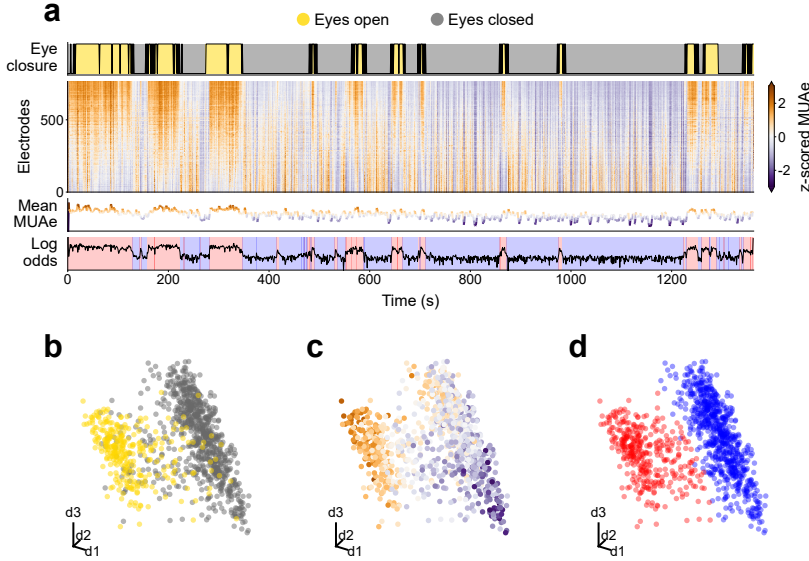 a
Eyes open
Eyes closed
Eye
closure
Electrodes
500
0
z-scored MUAe
2
0
-2
Mean
MUAe
Log
odds
0
200
400
600
800
1000
1200
Time (s)
b
c
d
d3
d2
d1
d3
d2
d1
d3
d2
d1